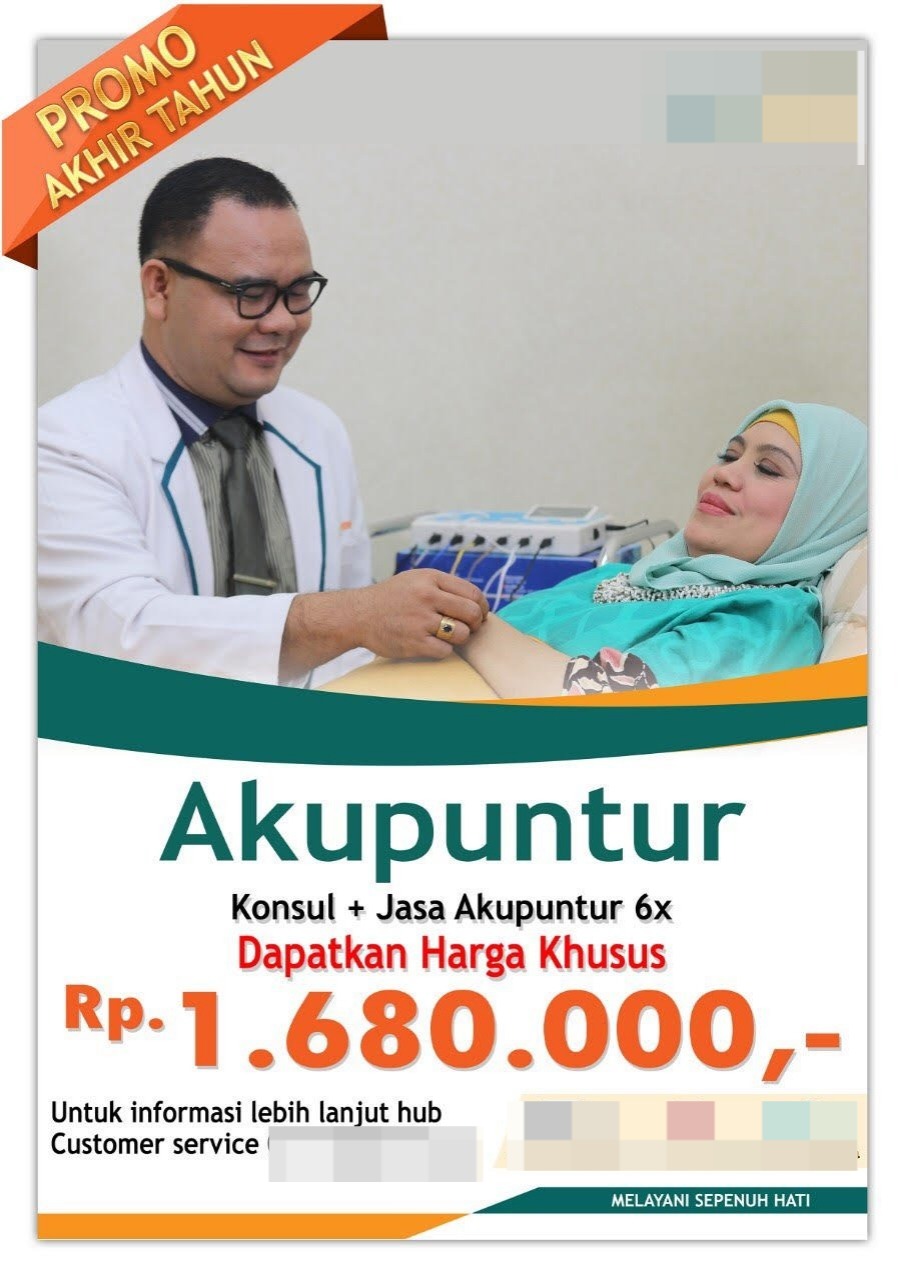 PROMO
AKHIR TAHUN
Akupuntur
Konsul + Jasa Akupuntur 6x
Dapatkan Harga Khusus
Rp. 1.680.000,-
Untuk informasi lebih lanjut hub
Customer service (
MELAYANI SEPENUH HATI